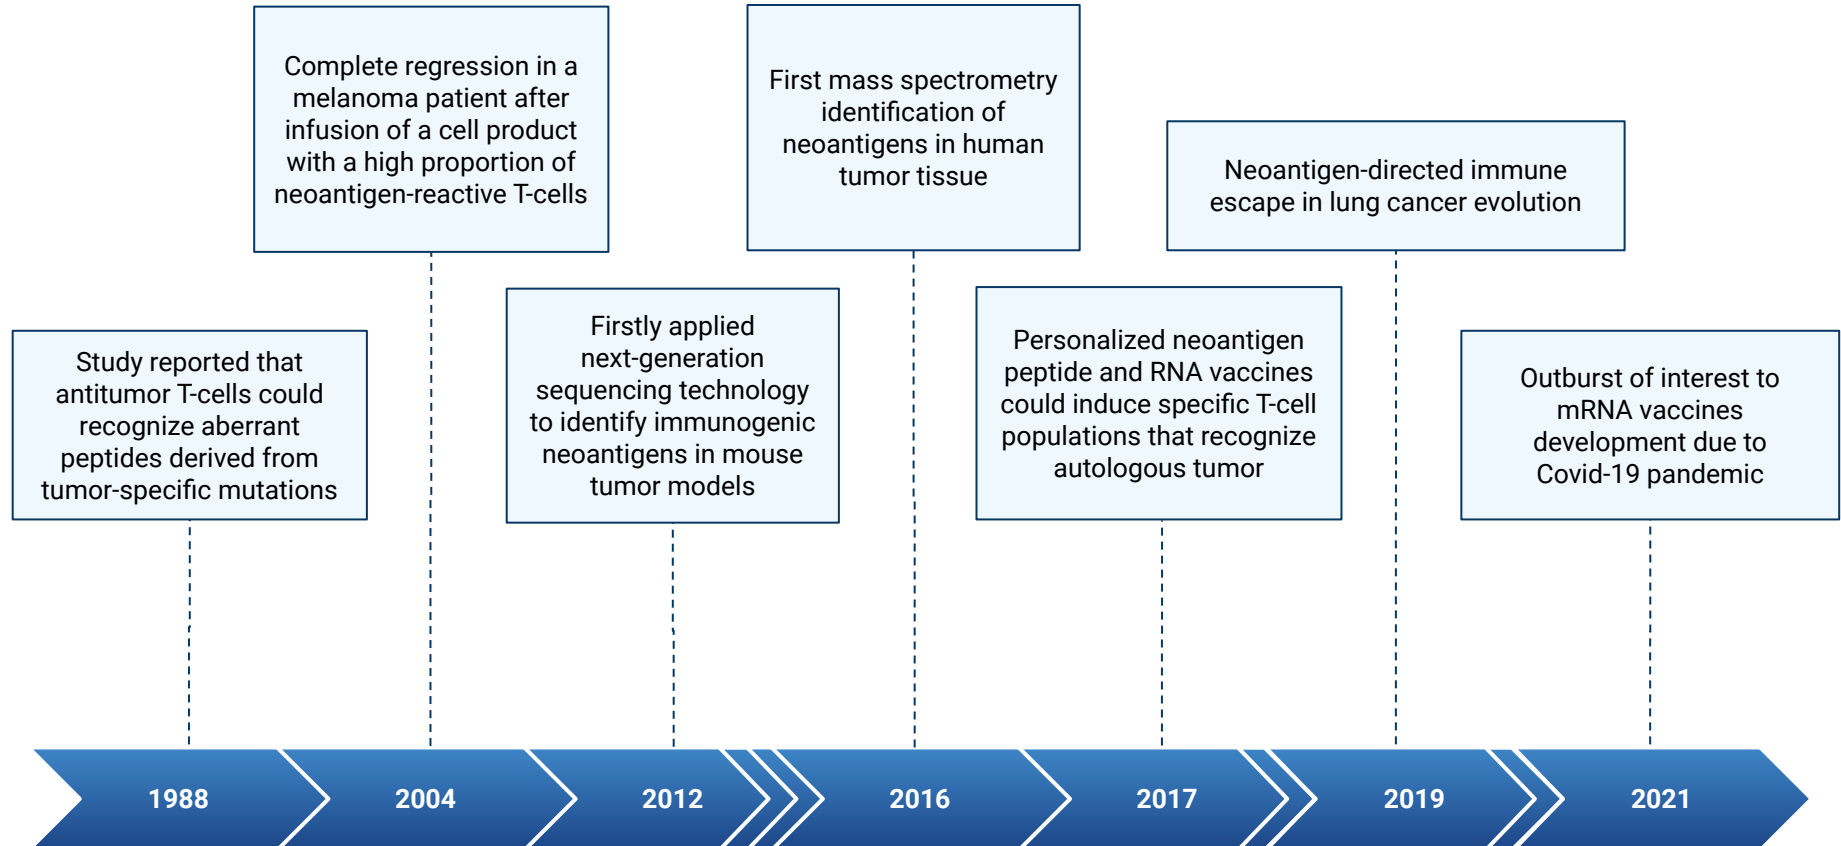 Complete regression in a
melanoma patient after
infusion of a cell product
with a high proportion of
neoantigen-reactive T-cells
First mass spectrometry
identification of
neoantigens in human
tumor tissue
Neoantigen-directed immune
escape in lung cancer evolution
Study reported that
antitumor T-cells could
recognize aberrant
peptides derived from
tumor-specific mutations
Firstly applied
next-generation
sequencing technology
to identify immunogenic
neoantigens in mouse
tumor models
Personalized neoantigen
peptide and RNA vaccines
could induce specific T-cell
populations that recognize
autologous tumor
Outburst of interest to
mRNA vaccines
development due to
Covid-19 pandemic
1988
2004
2012
2016
2017
2019
2021